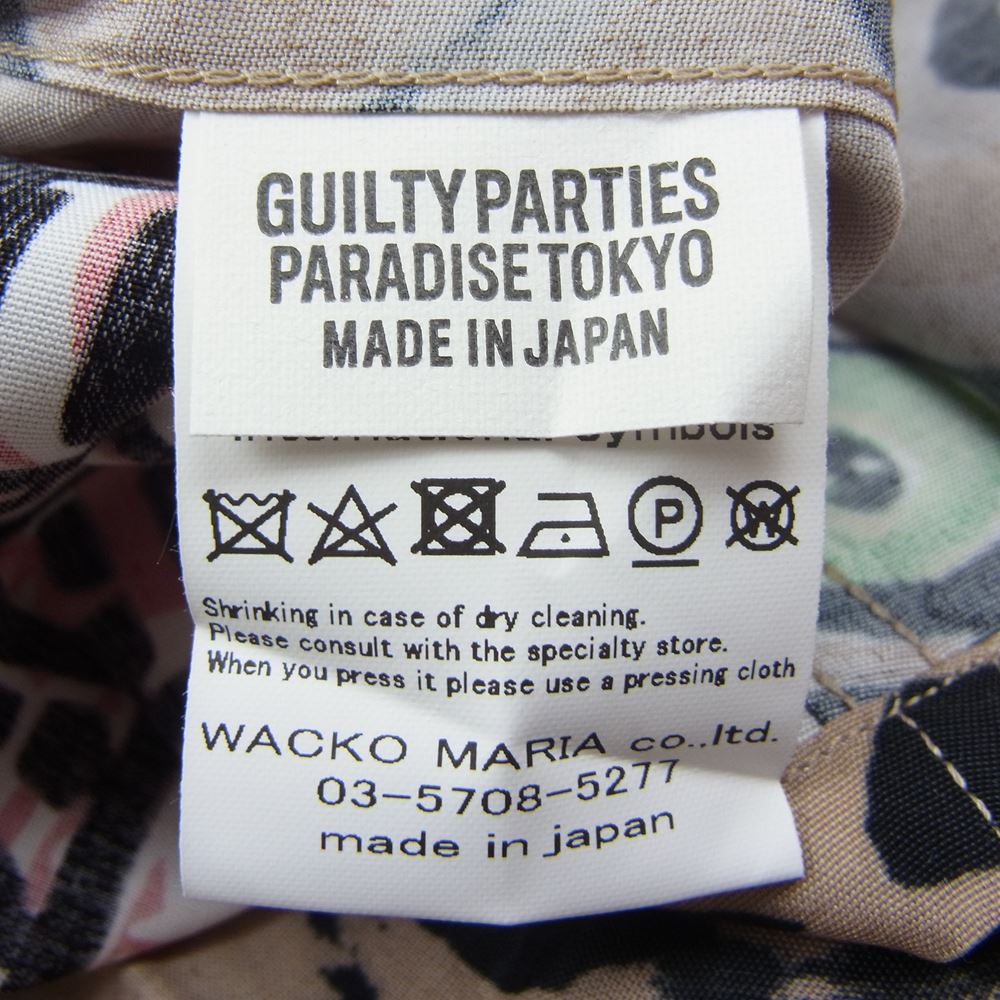 GUILTY PARTIES
PARADISE TOKYO
MADE IN JAPAN
symbols
P W
Shrinking in case of dry cleaning.
Please consult with the specialty store.
When you press it please use a pressing cloth
WACKO MARIA co.,ltd.
03-5708-5277
made in japan